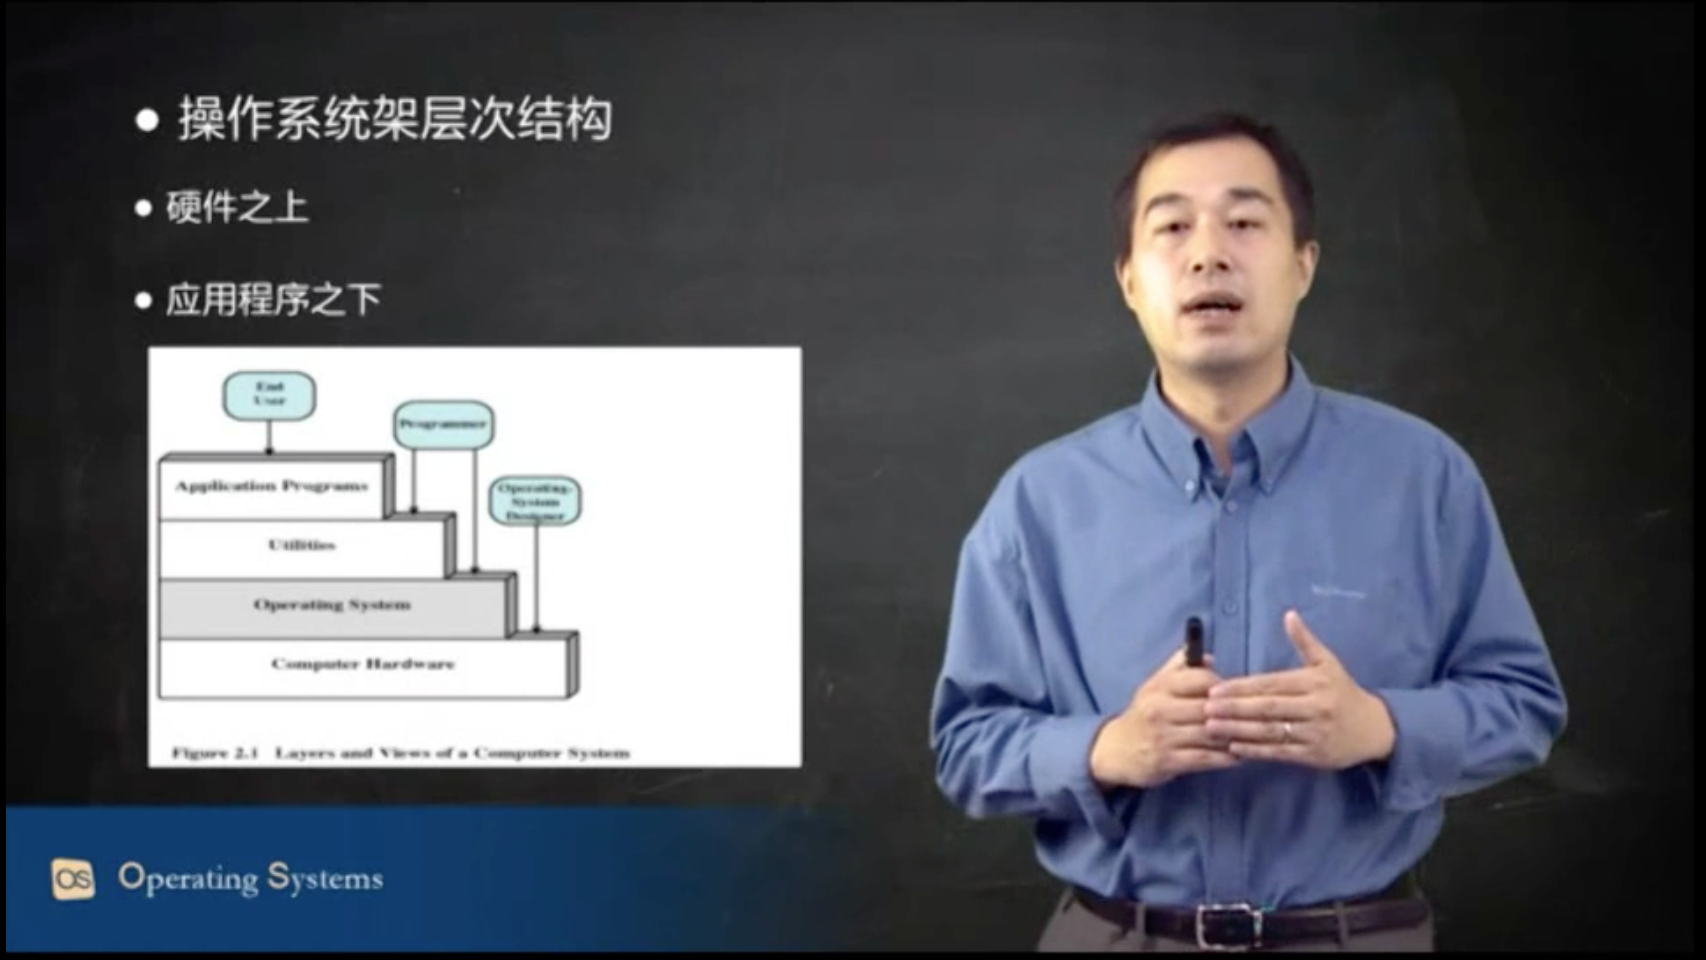 操作系统架层次结构
硬件之上
应用程序之下
End
User
Programmer
Operating-
System
Designer
Application Programs
Utilities
Operating System
Computer Hardware
Figure 2.1 Layers and Views of a Computer System
OS Operating Systems